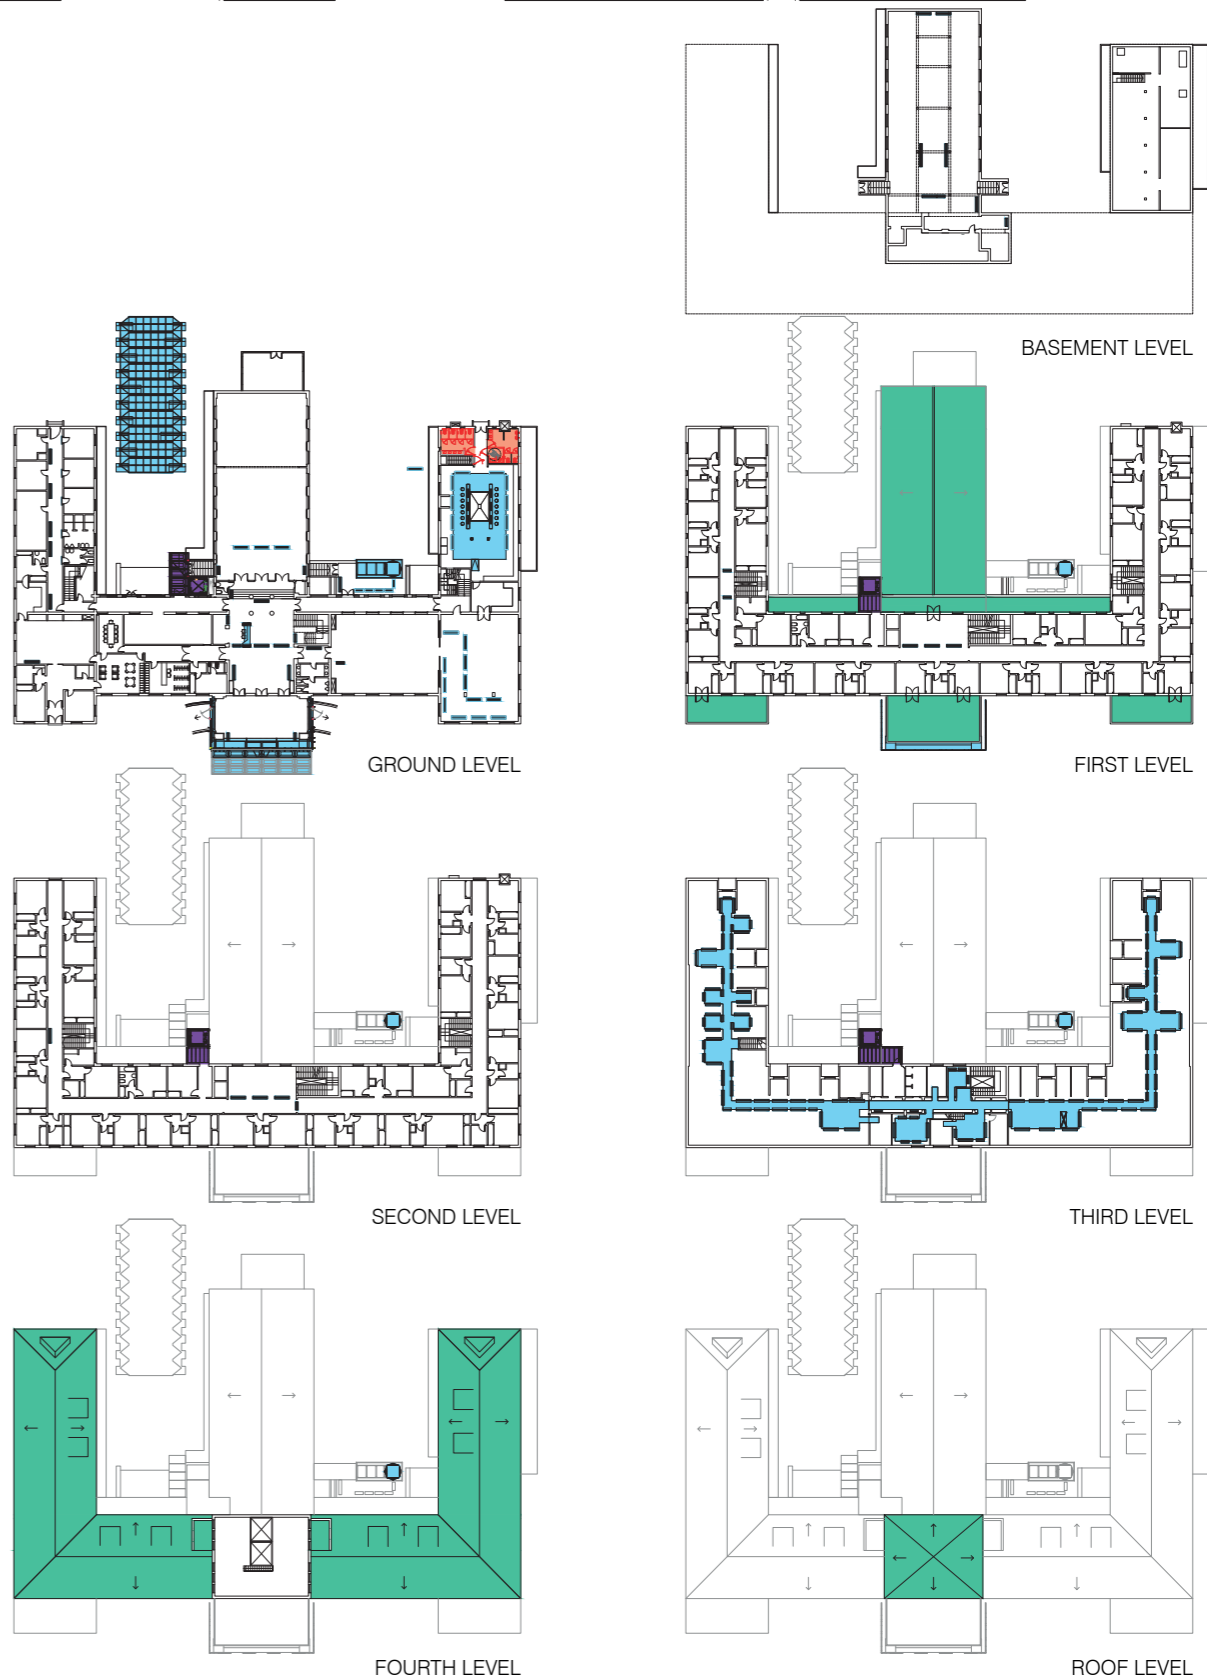 BASEMENT LEVEL
GROUND LEVEL
FIRST LEVEL
SECOND LEVEL
THIRD LEVEL
FOURTH LEVEL
ROOF LEVEL